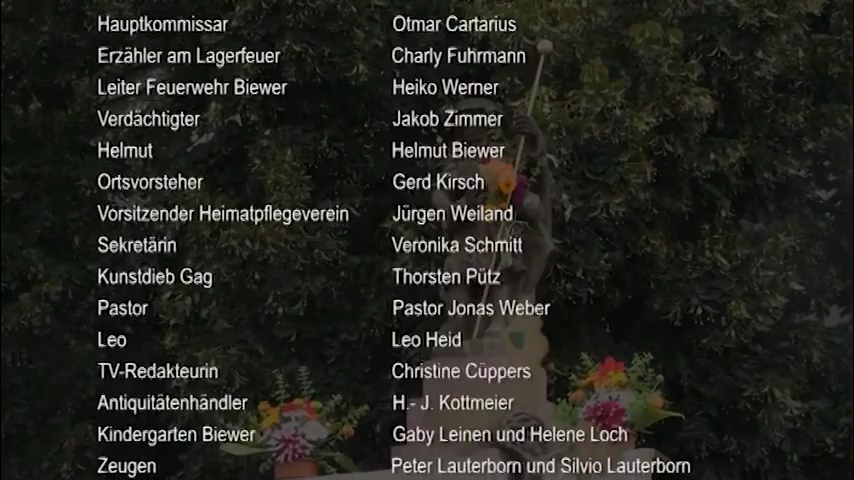 Hauptkommissar Otmar Cartarius
Erzähler am Lagerfeuer Charly Fuhrmann
Leiter Feuerwehr Biewer Heiko Werner
Verdächtigter Jakob Zimmer
Helmut Helmut Biewer
Ortsvorsteher Gerd Kirsch
Vorsitzender Heimatpflegeverein Jürgen Weiland
Sekretärin Veronika Schmitt
Kunstdieb Gag Thorsten Pütz
Pastor Pastor Jonas Weber
Leo Leo Heid
TV-Redakteurin Christine Cüppers
Antiquitätenhändler H.- J. Kottmeier
Kindergarten Biewer Gaby Leinen und Helene Loch
Zeugen Peter Lauterborn und Silvio Lauterborn